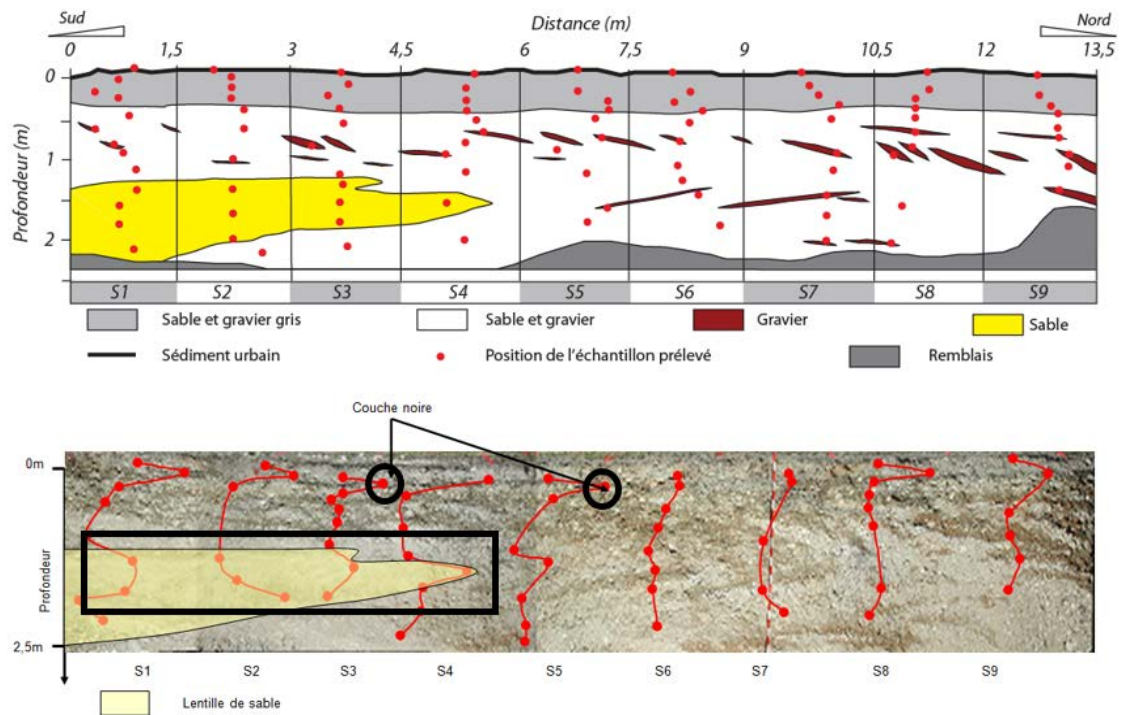 Sud Distance (m) Nord
0 1,5 3 4,5 6 7,5 9 10,5 12 13,5
Profondeur (m)
0
1
2
S1 S2 S3 S4 S5 S6 S7 S8 S9
Sable et gravier gris Sable et gravier Gravier Sable
Sédiment urbain Position de l'échantillon prélevé Remblais
Couche noire
0m
Profondeur
2,5m
S1 S2 S3 S4 S5 S6 S7 S8 S9
Lentille de sable